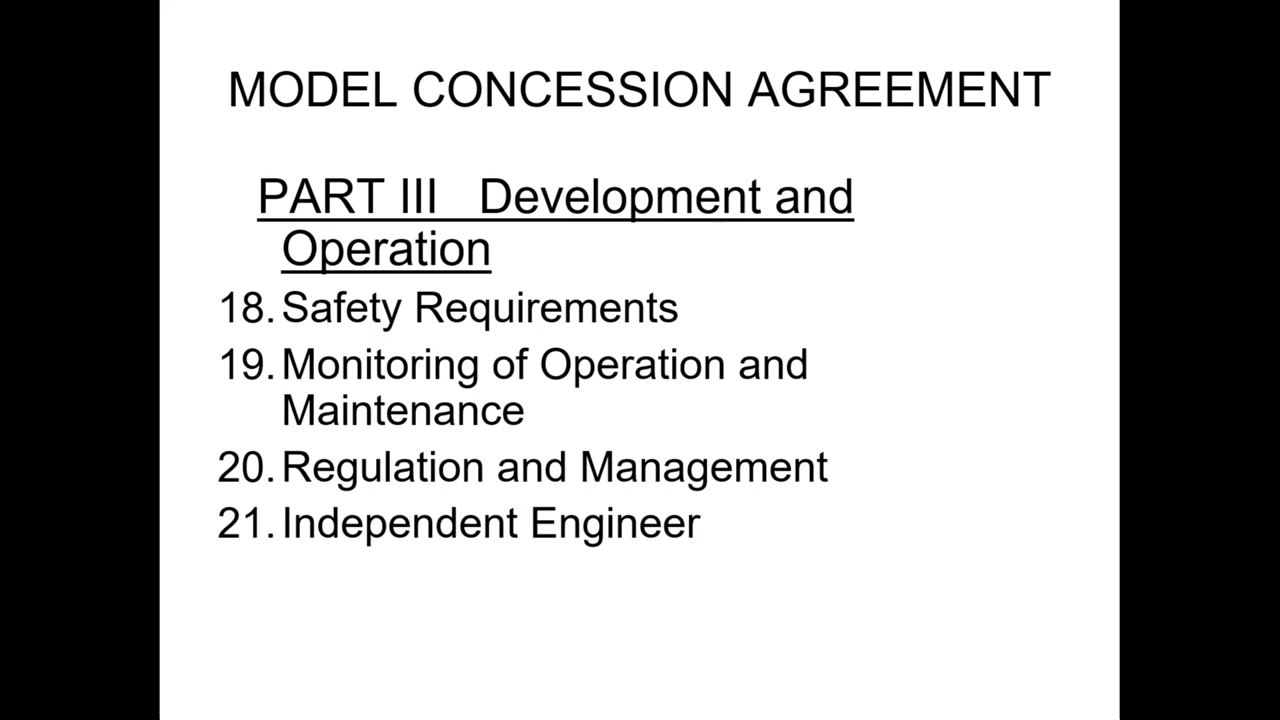 MODEL CONCESSION AGREEMENT
PART III Development and
Operation
18. Safety Requirements
19. Monitoring of Operation and
Maintenance
20. Regulation and Management
21. Independent Engineer